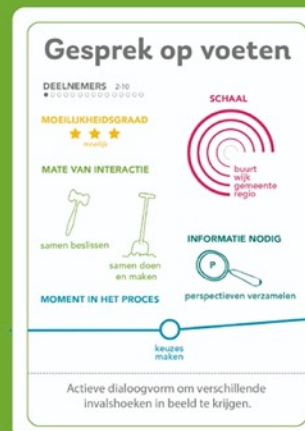 Gesprek op voeten
DEELNEMERS 2-10
MOEILIJKHEIDSGRAAD
moeilijk
SCHAAL
buurt
wijk
gemeente
regio
MATE VAN INTERACTIE
samen beslissen
samen doen
en maken
INFORMATIE NODIG
P
perspectieven verzamelen
MOMENT IN HET PROCES
keuzes
maken
Actieve dialoogvorm om verschillende
invalshoeken in beeld te krijgen.